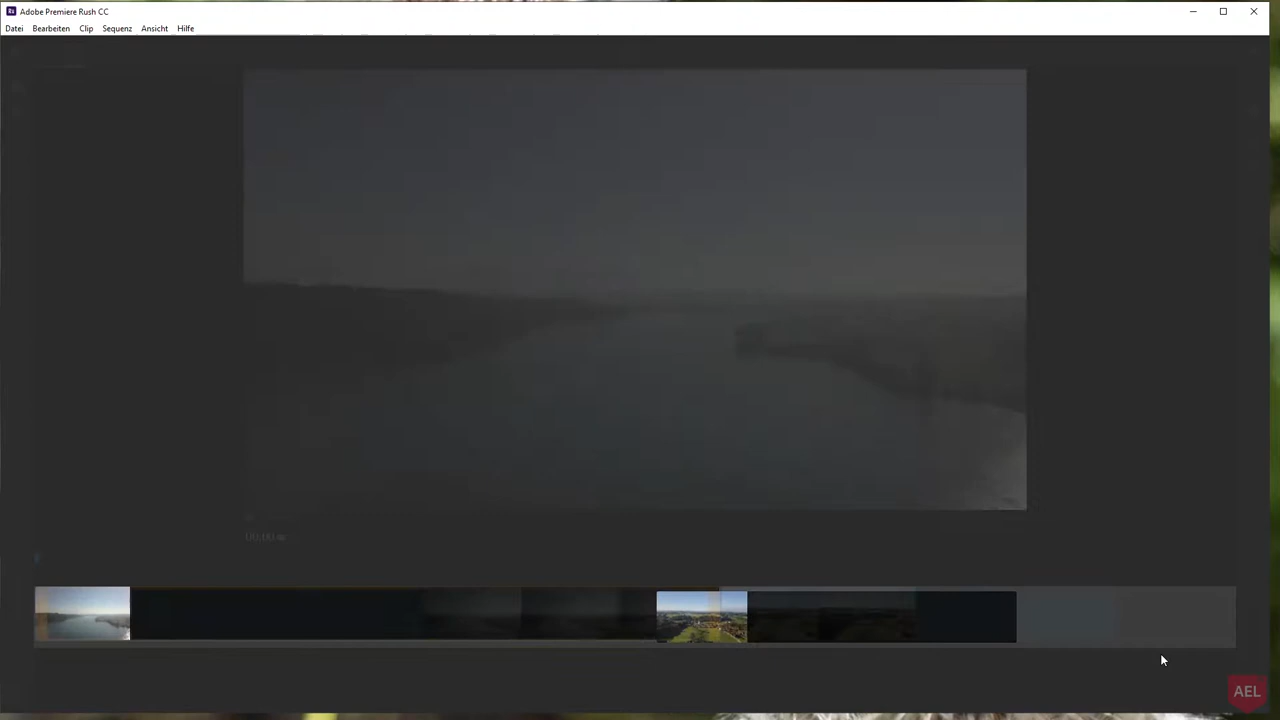 Adobe Premiere Rush CC
Datei Bearbeiten Clip Sequenz Ansicht Hilfe
AEL